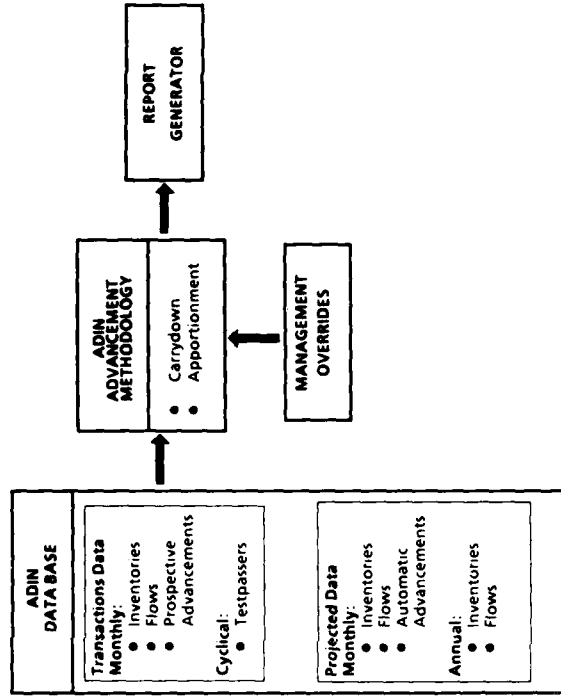 ADIN
DATA BASE
Transactions Data
Monthly:
● Inventories
● Flows
● Prospective
Advancements
Cyclical:
● Testpassers
Projected Data
Monthly:
● Inventories
● Flows
● Automatic
Advancements
Annual:
● Inventories
● Flows
ADIN
ADVANCEMENT
METHODOLOGY
● Carrydown
● Apportionment
MANAGEMENT
OVERRIDES
REPORT
GENERATOR